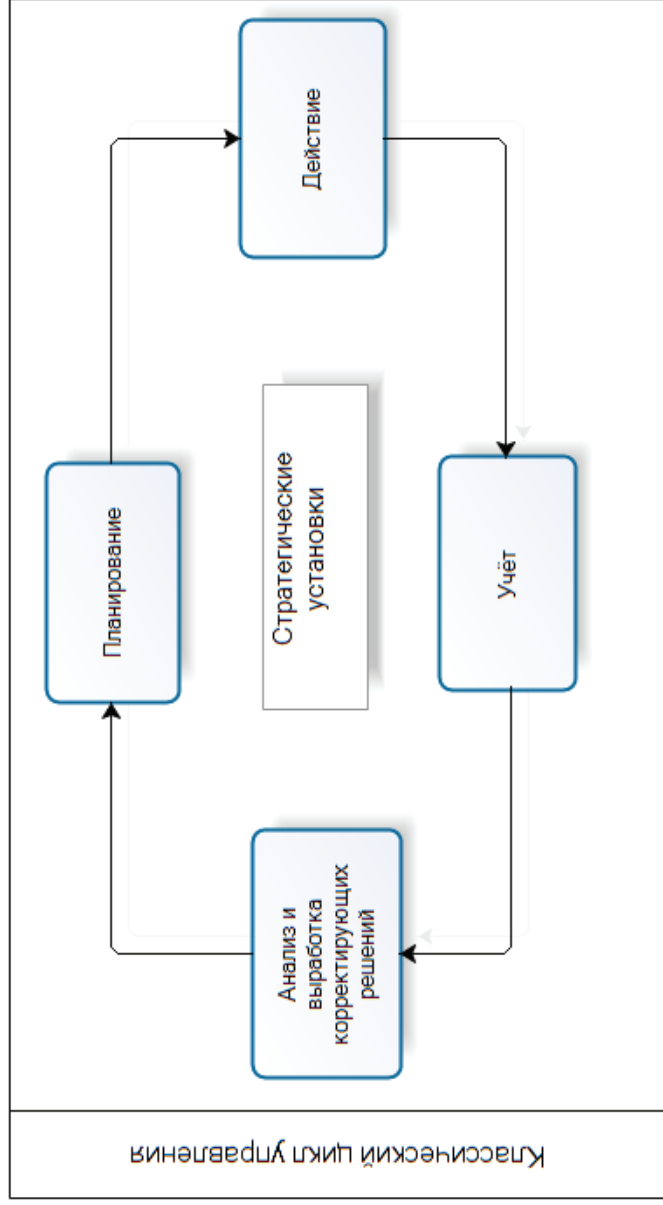 Классический цикл управления
Планирование
Действие
Стратегические
установки
Учёт
Анализ и
выработка
корректирующих
решений